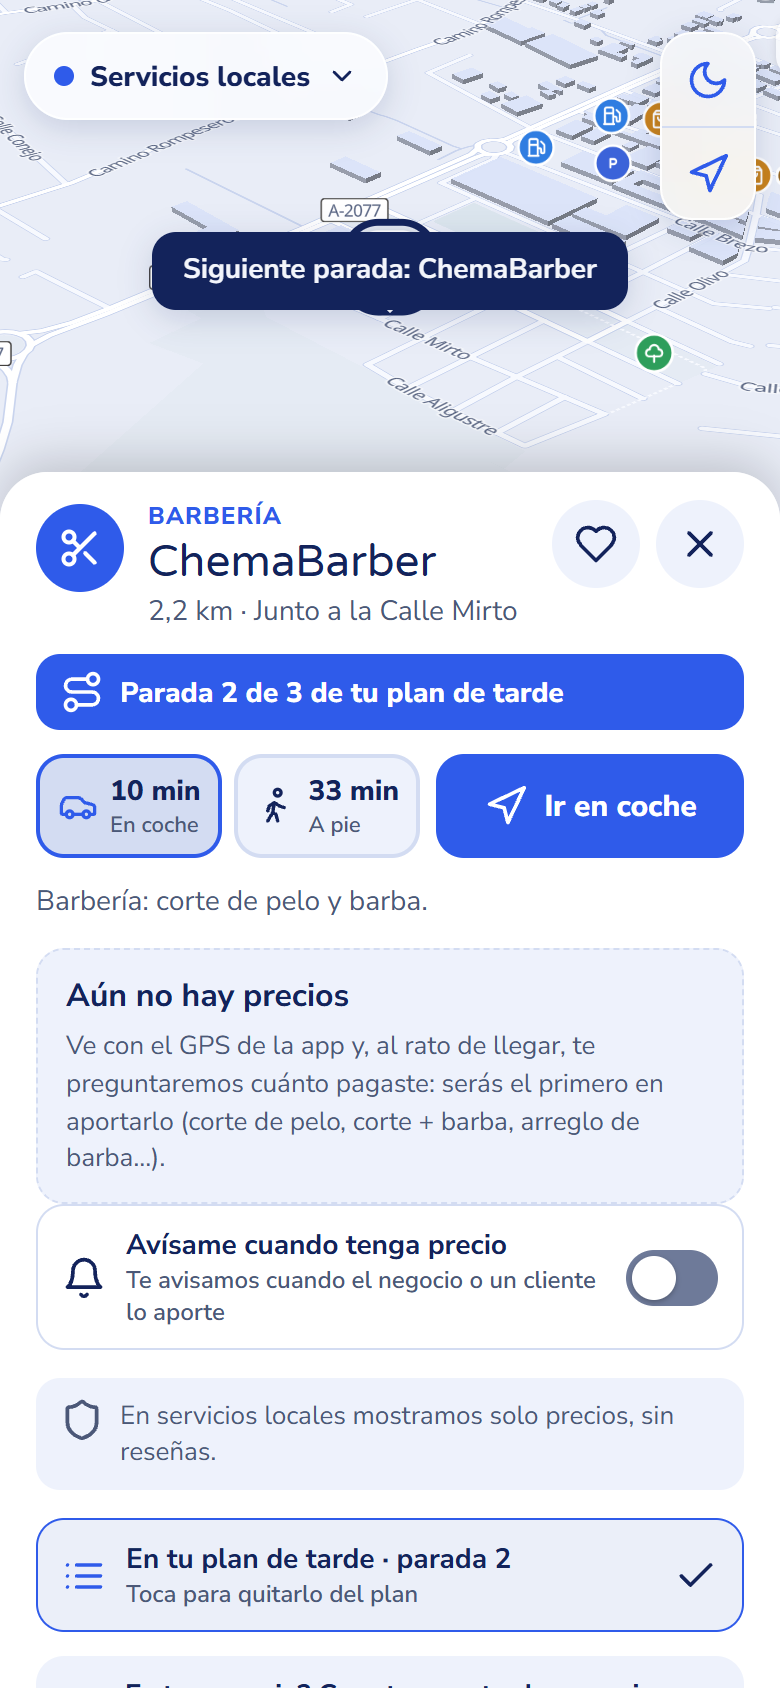 Camino Rompesero
Servicios locales
Calle Conejo
Camino Rompesero
P
A-2077
Calle Brezo
Siguiente parada: ChemaBarber
Calle Olivo
Calle Mirto
Calle Aligustre
BARBERÍA
ChemaBarber
2,2 km · Junto a la Calle Mirto
Parada 2 de 3 de tu plan de tarde
10 min
En coche
33 min
A pie
Ir en coche
Barbería: corte de pelo y barba.
Aún no hay precios
Ve con el GPS de la app y, al rato de llegar, te
preguntaremos cuánto pagaste: serás el primero en
aportarlo (corte de pelo, corte + barba, arreglo de
barba...).
Avísame cuando tenga precio
Te avisamos cuando el negocio o un cliente
lo aporte
En servicios locales mostramos solo precios, sin
reseñas.
En tu plan de tarde · parada 2
Toca para quitarlo del plan